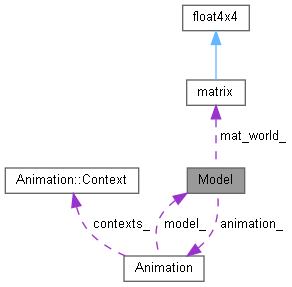 float4x4
matrix
mat_world_
Animation::Context
Model
contexts_
model_
animation_
Animation